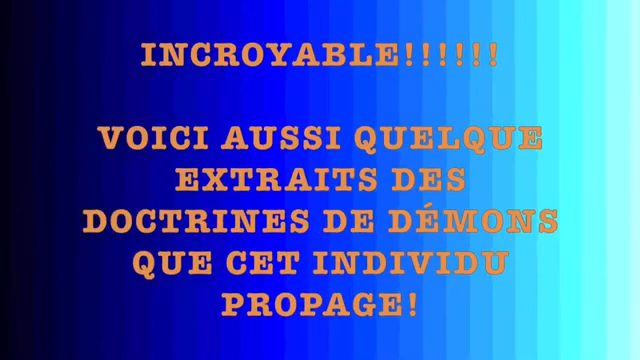 INCROYABLE!!!!!!
VOICI AUSSI QUELQUE
EXTRAITS DES
DOCTRINES DE DÉMONS
QUE CET INDIVIDU
PROPAGE!